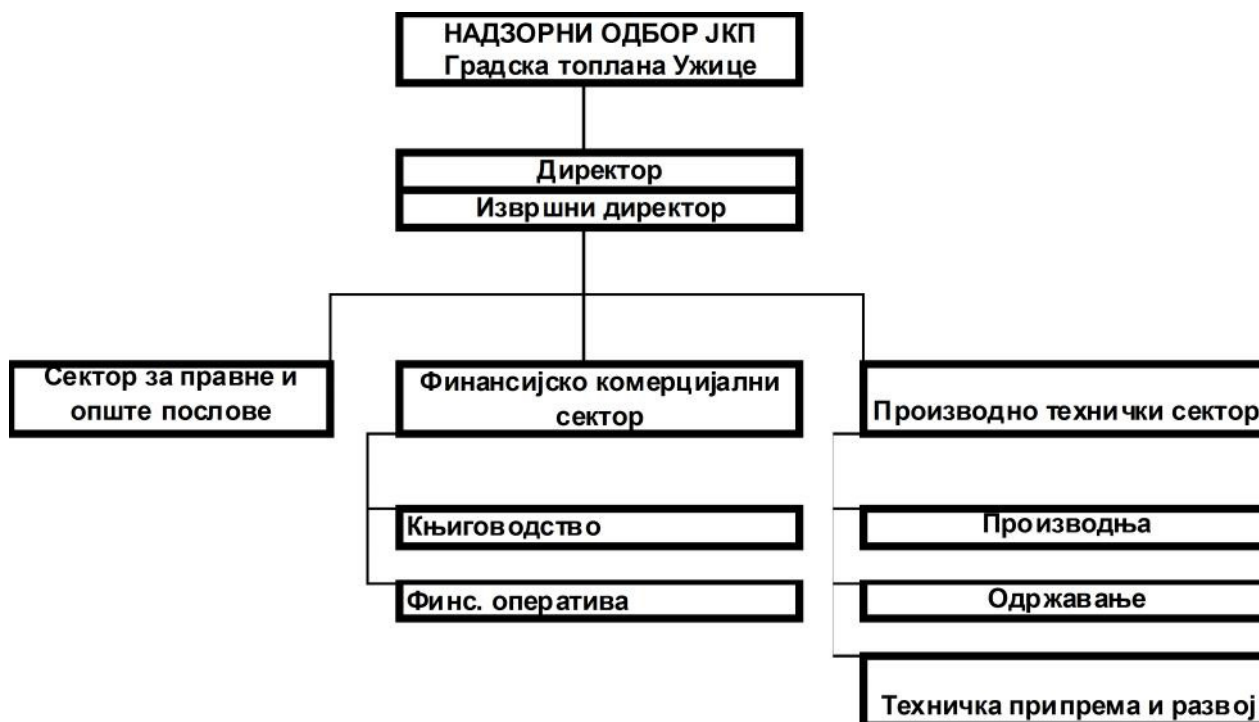 НАДЗОРНИ ОДБОР ЈКП
Градска топлана Ужице
Директор
Извршни директор
Сектор за правне и
опште послове
Финансијско комерцијални
сектор
Производно технички сектор
Књиговодство
Финс. оператива
Производња
Одржавање
Техничка припрема и развој